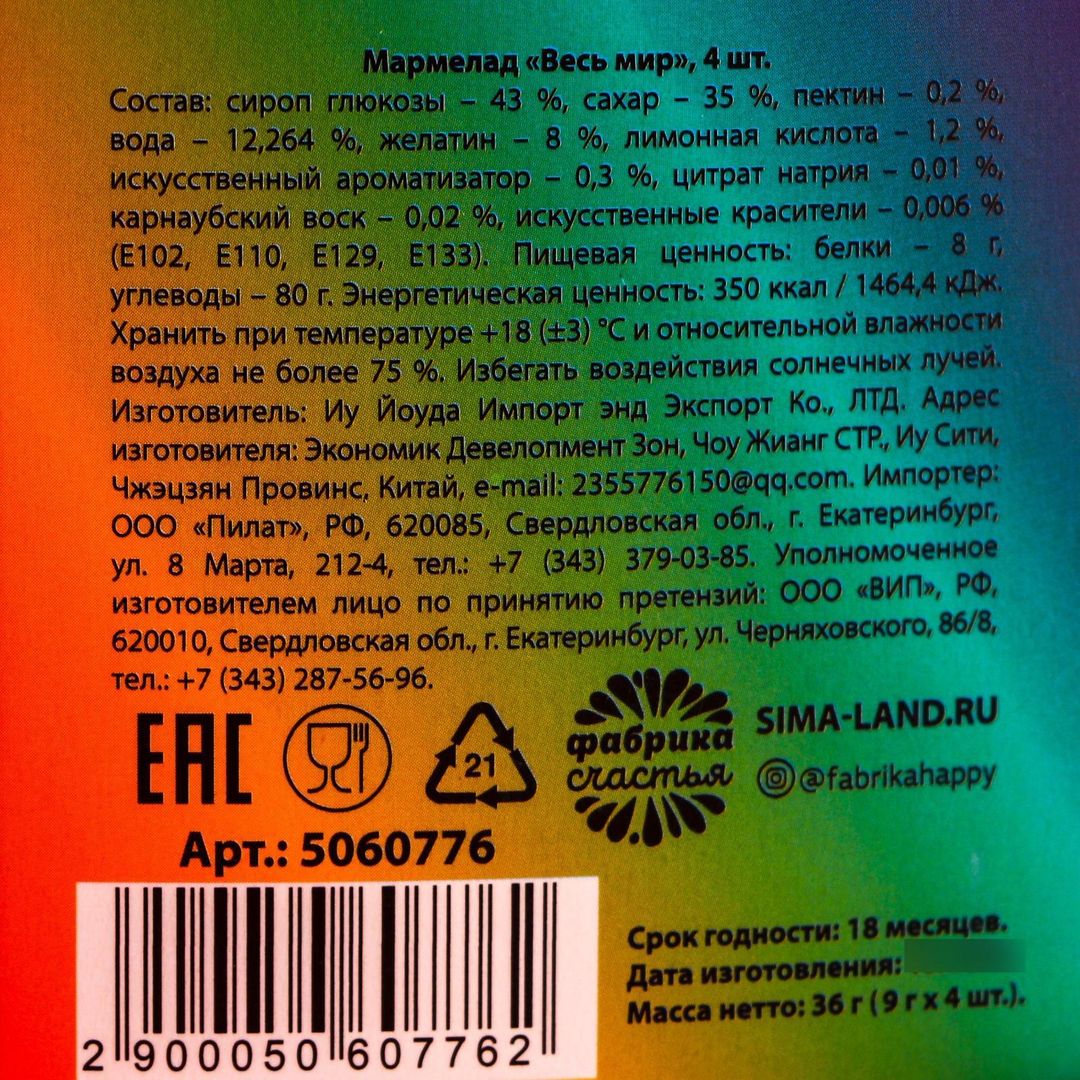 Мармелад «Весь мир», 4 шт.
Состав: сироп глюкозы – 43 %, сахар – 35 %, пектин – 0,2 %,
вода – 12,264 %, желатин – 8 %, лимонная кислота – 1,2 %,
искусственный ароматизатор – 0,3 %, цитрат натрия – 0,01 %,
карнаубский воск – 0,02 %, искусственные красители – 0,006 %
(E102, E110, E129, E133). Пищевая ценность: белки – 8 г,
углеводы – 80 г. Энергетическая ценность: 350 ккал / 1464,4 кДж.
Хранить при температуре +18 (±3) °C и относительной влажности
воздуха не более 75 %. Избегать воздействия солнечных лучей.
Изготовитель: Иу Йоуда Импорт энд Экспорт Ко., ЛТД. Адрес
изготовителя: Экономик Девелопмент Зон, Чоу Жианг СТР., Иу Сити,
Чжэцзян Провинс, Китай, e-mail: 2355776150@qq.com. Импортер:
ООО «Пилат», РФ, 620085, Свердловская обл., г. Екатеринбург,
ул. 8 Марта, 212-4, тел.: +7 (343) 379-03-85. Уполномоченное
изготовителем лицо по принятию претензий: ООО «ВИП», РФ,
620010, Свердловская обл., г. Екатеринбург, ул. Черняховского, 86/8,
тел.: +7 (343) 287-56-96.
EAC
21
фабрика
счастья
SIMA-LAND.RU
@fabrikahappy
Арт.: 5060776
2 900050 607762
Срок годности: 18 месяцев.
Дата изготовления:
Масса нетто: 36 г (9 г x 4 шт.).